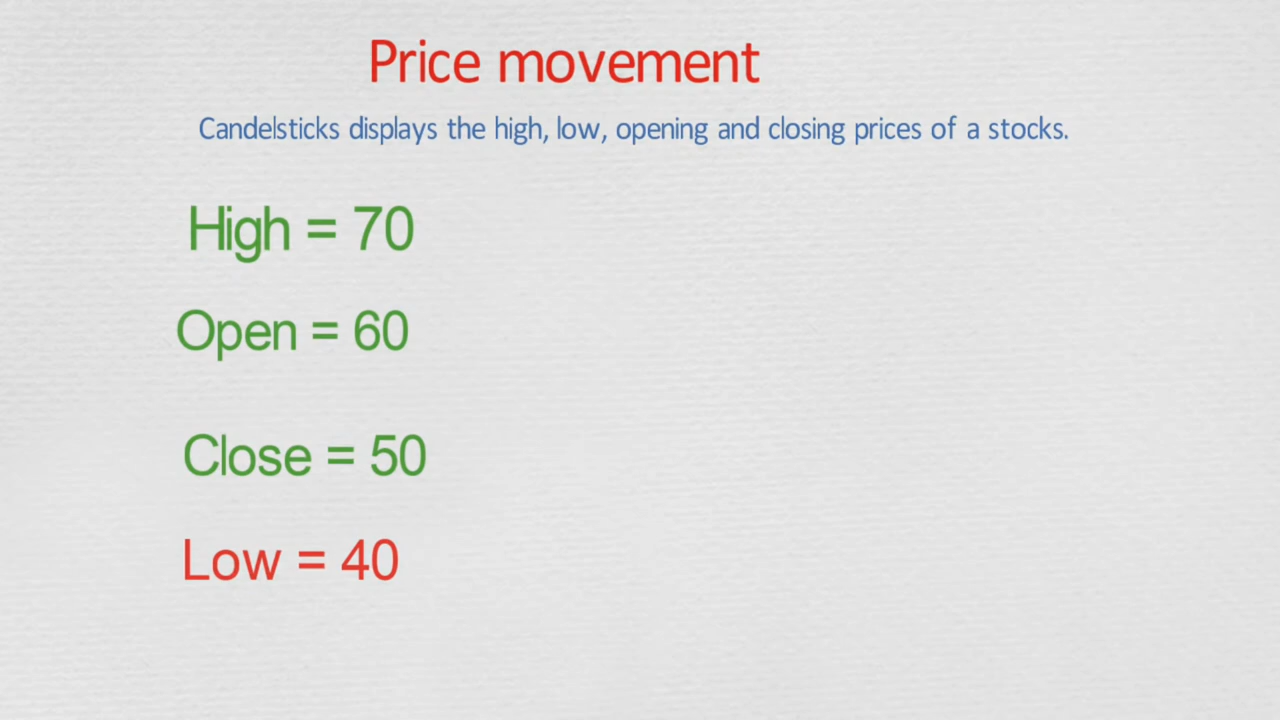 Price movement
Candelsticks displays the high, low, opening and closing prices of a stocks.
High = 70
Open = 60
Close = 50
Low = 40